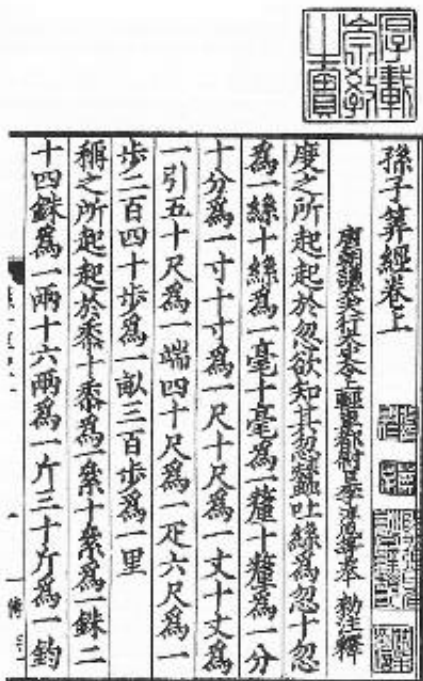 孫子筭經卷上
唐朝議大夫行太史令上輕車都尉臣李淳風等奉 勑注釋
度之所起起於忽欲知其忽蠶吐絲為忽十忽
為一絲十絲為一毫十毫為一釐十釐為一分
十分為一寸十寸為一尺十尺為一丈十丈為
一引五十尺為一端四十尺為一疋六尺為一
歩二百四十歩為一畝三百歩為一里
稱之所起起於黍十黍為一絫十絫為一銖二
十四銖為一兩十六兩為一斤三十斤為一鈞